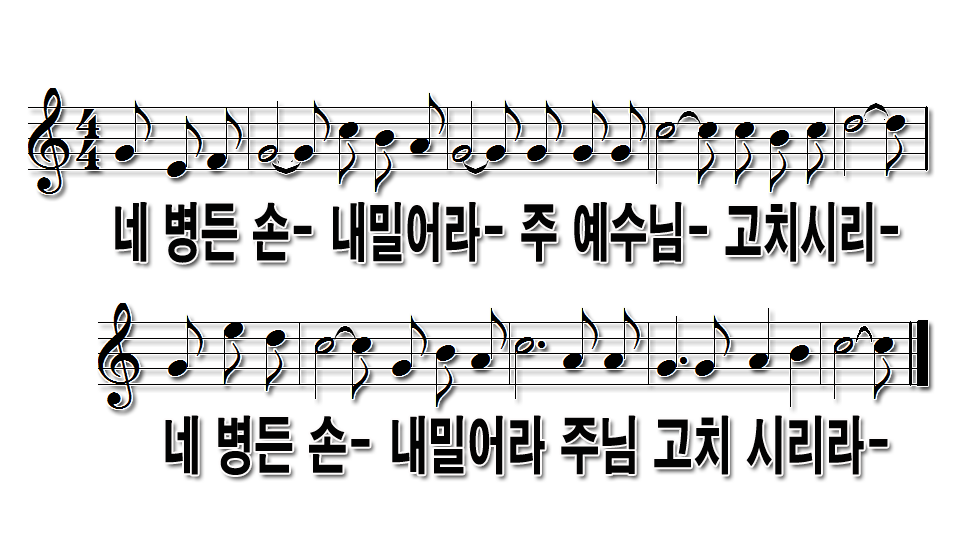 네 병든 손- 내밀어라- 주 예수님- 고치시리-
네 병든 손- 내밀어라 주님 고치 시리라-